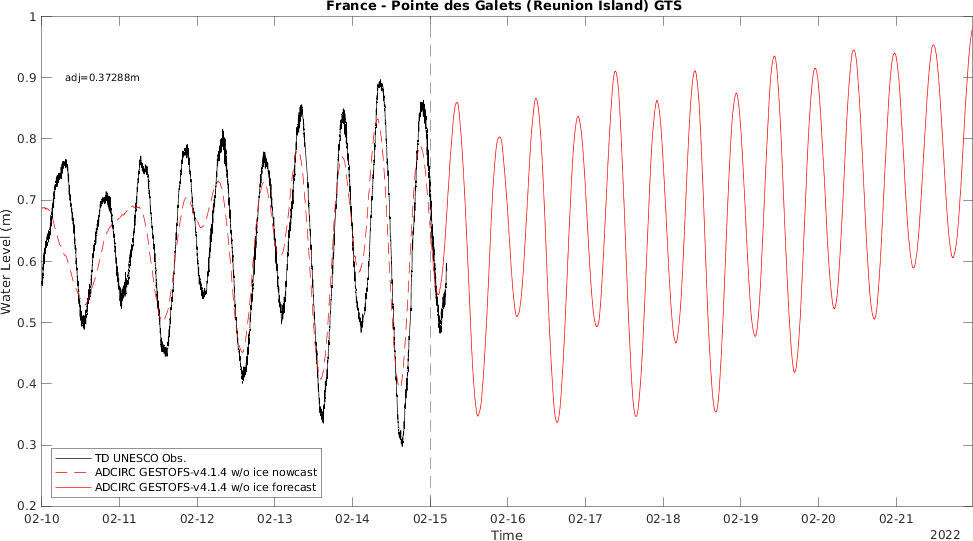 France - Pointe des Galets (Reunion Island) GTS
1
0.9
0.8
0.7
0.6
0.5
0.4
0.3
0.2
Water Level (m)
adj=0.37288m
TD UNESCO Obs.
ADCIRC GESTOFS-v4.1.4 w/o ice nowcast
ADCIRC GESTOFS-v4.1.4 w/o ice forecast
02-10 02-11 02-12 02-13 02-14 02-15 02-16 02-17 02-18 02-19 02-20 02-21
Time
2022